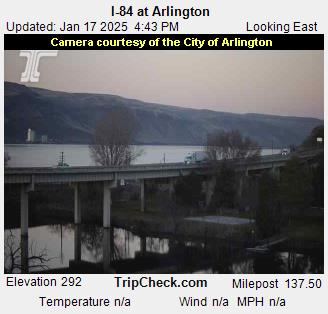 I-84 at Arlington
Updated: Jan 17 2025 4:43 PM Looking East
Camera courtesy of the City of Arlington
Elevation 292 TripCheck.com Milepost 137.50
Temperature n/a Wind n/a MPH n/a